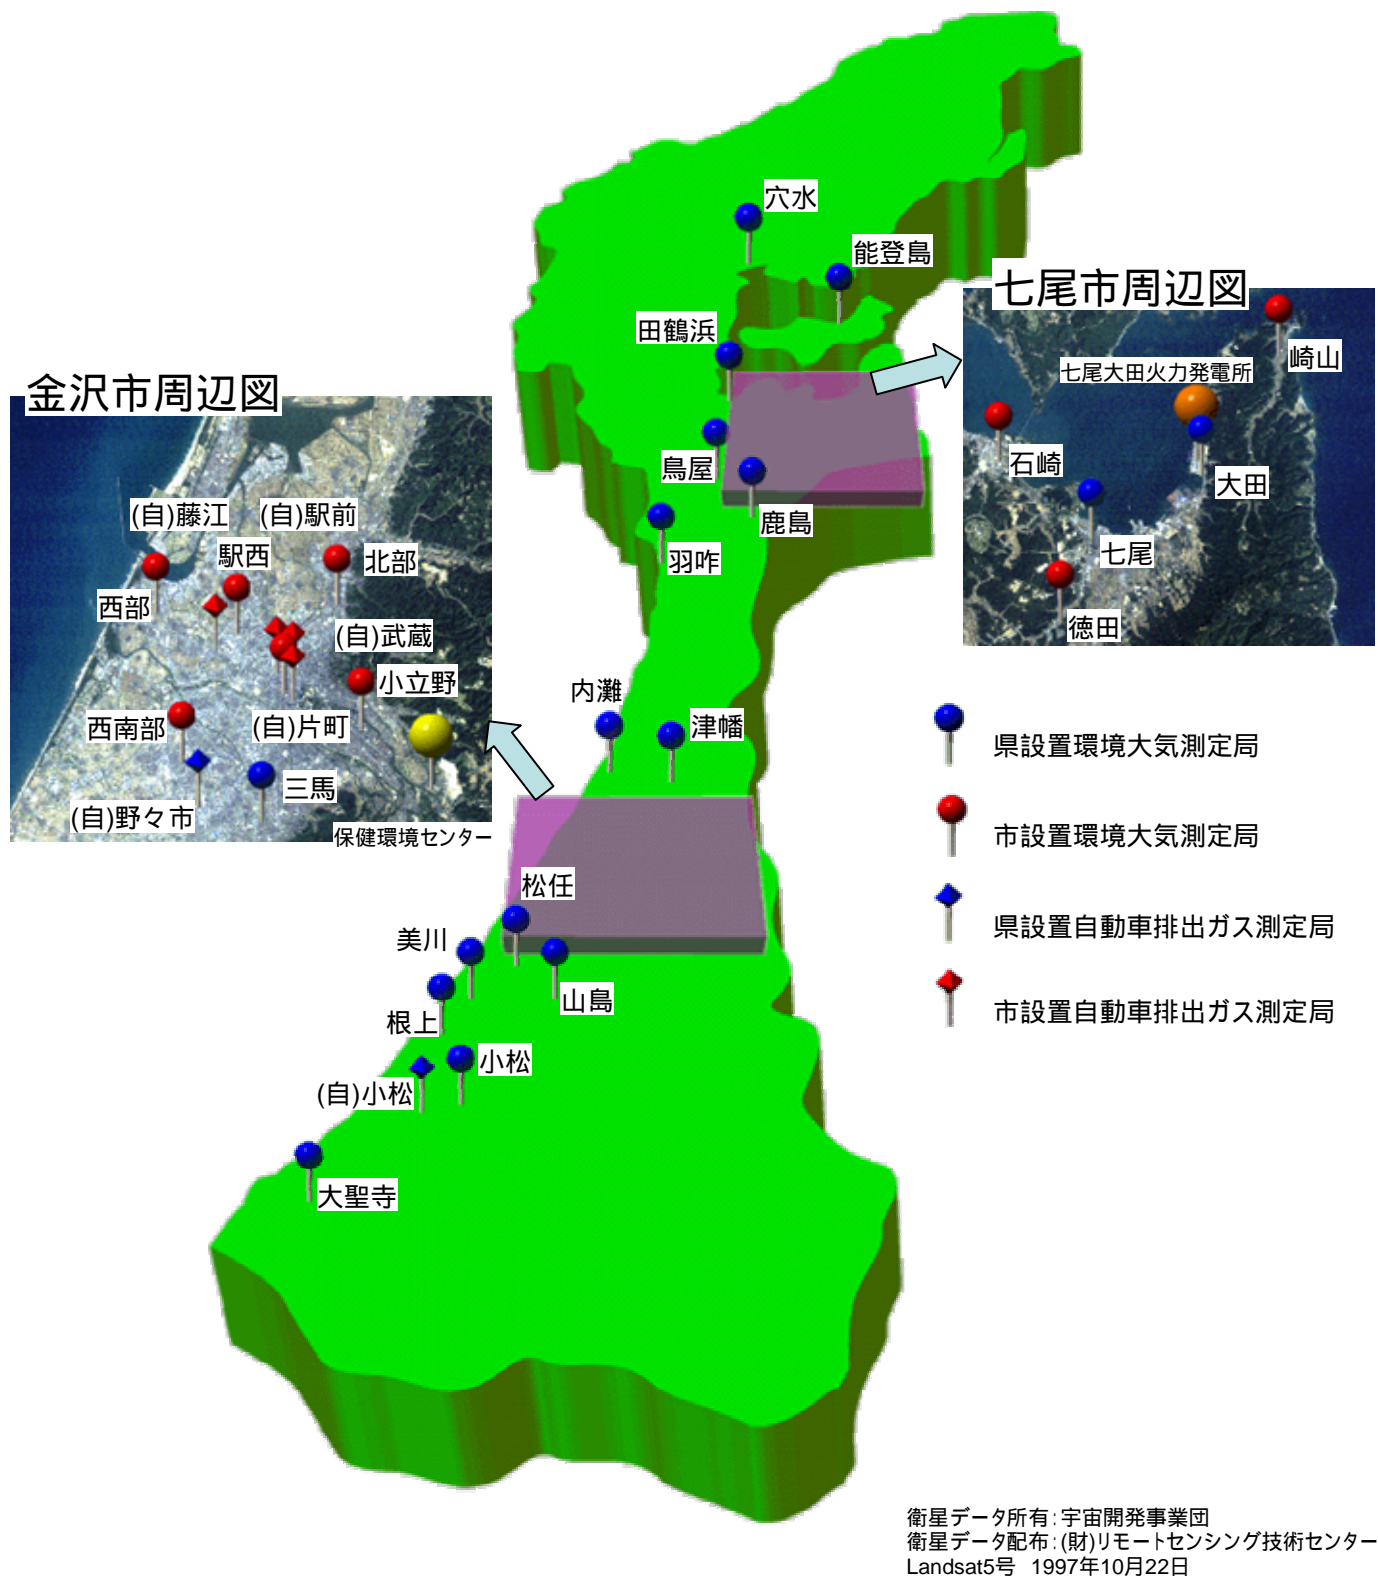 穴水
能登島
七尾市周辺図
田鶴浜
崎山
七尾大田火力発電所
金沢市周辺図
石崎
鳥屋
大田
(自)藤江
(自)駅前
鹿島
駅西
北部
羽咋
七尾
西部
(自)武蔵
徳田
小立野
内灘
西南部
(自)片町
津幡
県設置環境大気測定局
三馬
(自)野々市
保健環境センター
市設置環境大気測定局
松任
美川
県設置自動車排出ガス測定局
山島
根上
市設置自動車排出ガス測定局
小松
(自)小松
大聖寺
衛星データ所有:宇宙開発事業団
衛星データ配布:(財)リモートセンシング技術センター
Landsat5号 1997年10月22日